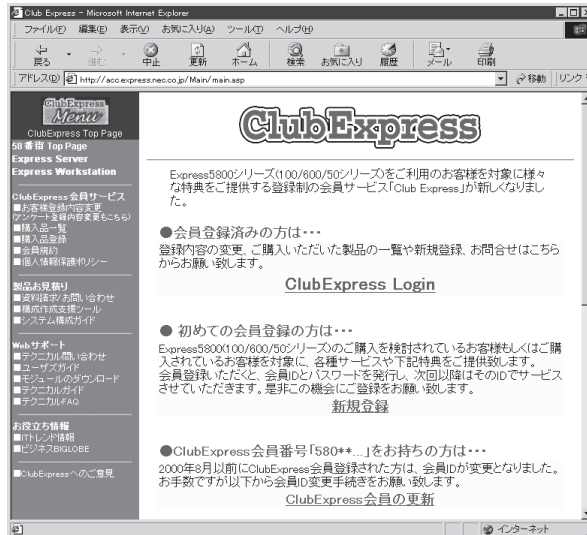 Club Express - Microsoft Internet Explorer
ファイル(F) 編集(E) 表示(V) お気に入り(A) ツール(T) ヘルプ(H)
戻る 進む 中止 更新 ホーム 検索 お気に入り 履歴 メール 印刷
アドレス(D) http://acc.express.nec.co.jp/Main/main.asp 移動 リンク
ClubExpress
Menu
ClubExpress Top Page
58番街 Top Page
Express Server
Express Workstation
ClubExpress会員サービス
■お客様登録内容変更
(アンケート登録内容変更もこちら)
■購入品一覧
■購入品登録
■会員規約
■個人情報保護ポリシー
製品お見積り
■資料請求/お問い合わせ
■構成作成支援ツール
■システム構成ガイド
Webサポート
■テクニカル問い合わせ
■ユーザズガイド
■モジュールのダウンロード
■テクニカルガイド
■テクニカルFAQ
お役立ち情報
■ITトレンド情報
■ビジネスBIGLOBE
■ClubExpressへのご意見
ClubExpress
Express5800シリーズ(100/600/50シリーズ)をご利用のお客様を対象に様々
な特典をご提供する登録制の会員サービス「Club Express」が新しくなりまし
た。
●会員登録済みの方は・・・
登録内容の変更、ご購入いただいた製品の一覧や新規登録、お問合せはこちら
からお願い致します。
ClubExpress Login
● 初めての会員登録の方は・・・
Express5800(100/600/50シリーズ)のご購入を検討されているお客様もしくはご購
入されているお客様を対象に、各種サービスや下記特典をご提供致します。
会員登録いただくと、会員IDとパスワードを発行し、次回以降はそのIDでサービス
させていただきます。是非この機会にご登録をお願い致します。
新規登録
●ClubExpress会員番号「580**...」をお持ちの方は・・・
2000年8月以前にClubExpress会員登録された方は、会員IDが変更となりました。
お手数ですが以下から会員ID変更手続きをお願い致します。
ClubExpress会員の更新
インターネット